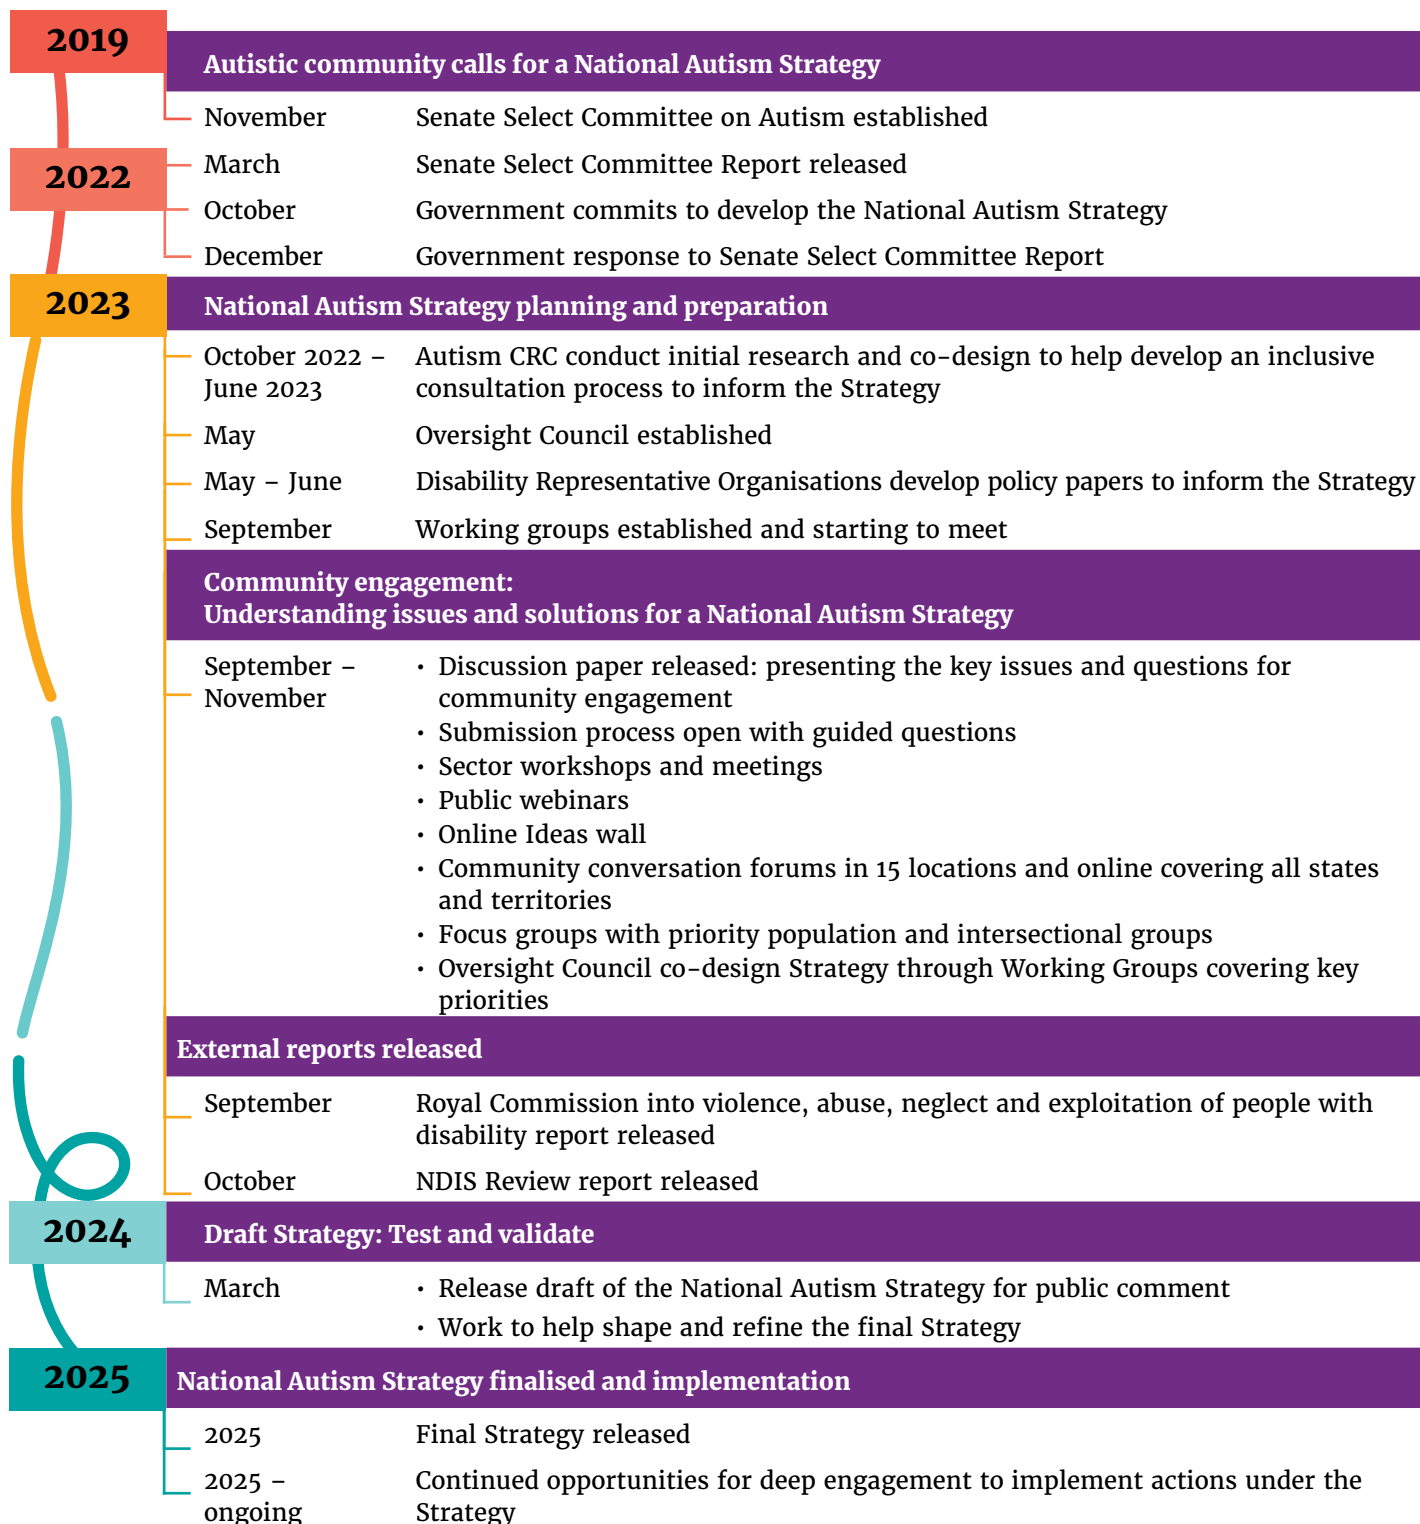 2019
Autistic community calls for a National Autism Strategy
November Senate Select Committee on Autism established
2022
March Senate Select Committee Report released
October Government commits to develop the National Autism Strategy
December Government response to Senate Select Committee Report
2023
National Autism Strategy planning and preparation
October 2022 – Autism CRC conduct initial research and co-design to help develop an inclusive
June 2023 consultation process to inform the Strategy
May Oversight Council established
May – June Disability Representative Organisations develop policy papers to inform the Strategy
September Working groups established and starting to meet
Community engagement:
Understanding issues and solutions for a National Autism Strategy
September – • Discussion paper released: presenting the key issues and questions for
November community engagement
• Submission process open with guided questions
• Sector workshops and meetings
• Public webinars
• Online Ideas wall
• Community conversation forums in 15 locations and online covering all states
and territories
• Focus groups with priority population and intersectional groups
• Oversight Council co-design Strategy through Working Groups covering key
priorities
External reports released
September Royal Commission into violence, abuse, neglect and exploitation of people with
disability report released
October NDIS Review report released
2024
Draft Strategy: Test and validate
March • Release draft of the National Autism Strategy for public comment
• Work to help shape and refine the final Strategy
2025
National Autism Strategy finalised and implementation
2025 Final Strategy released
2025 – Continued opportunities for deep engagement to implement actions under the
ongoing Strategy